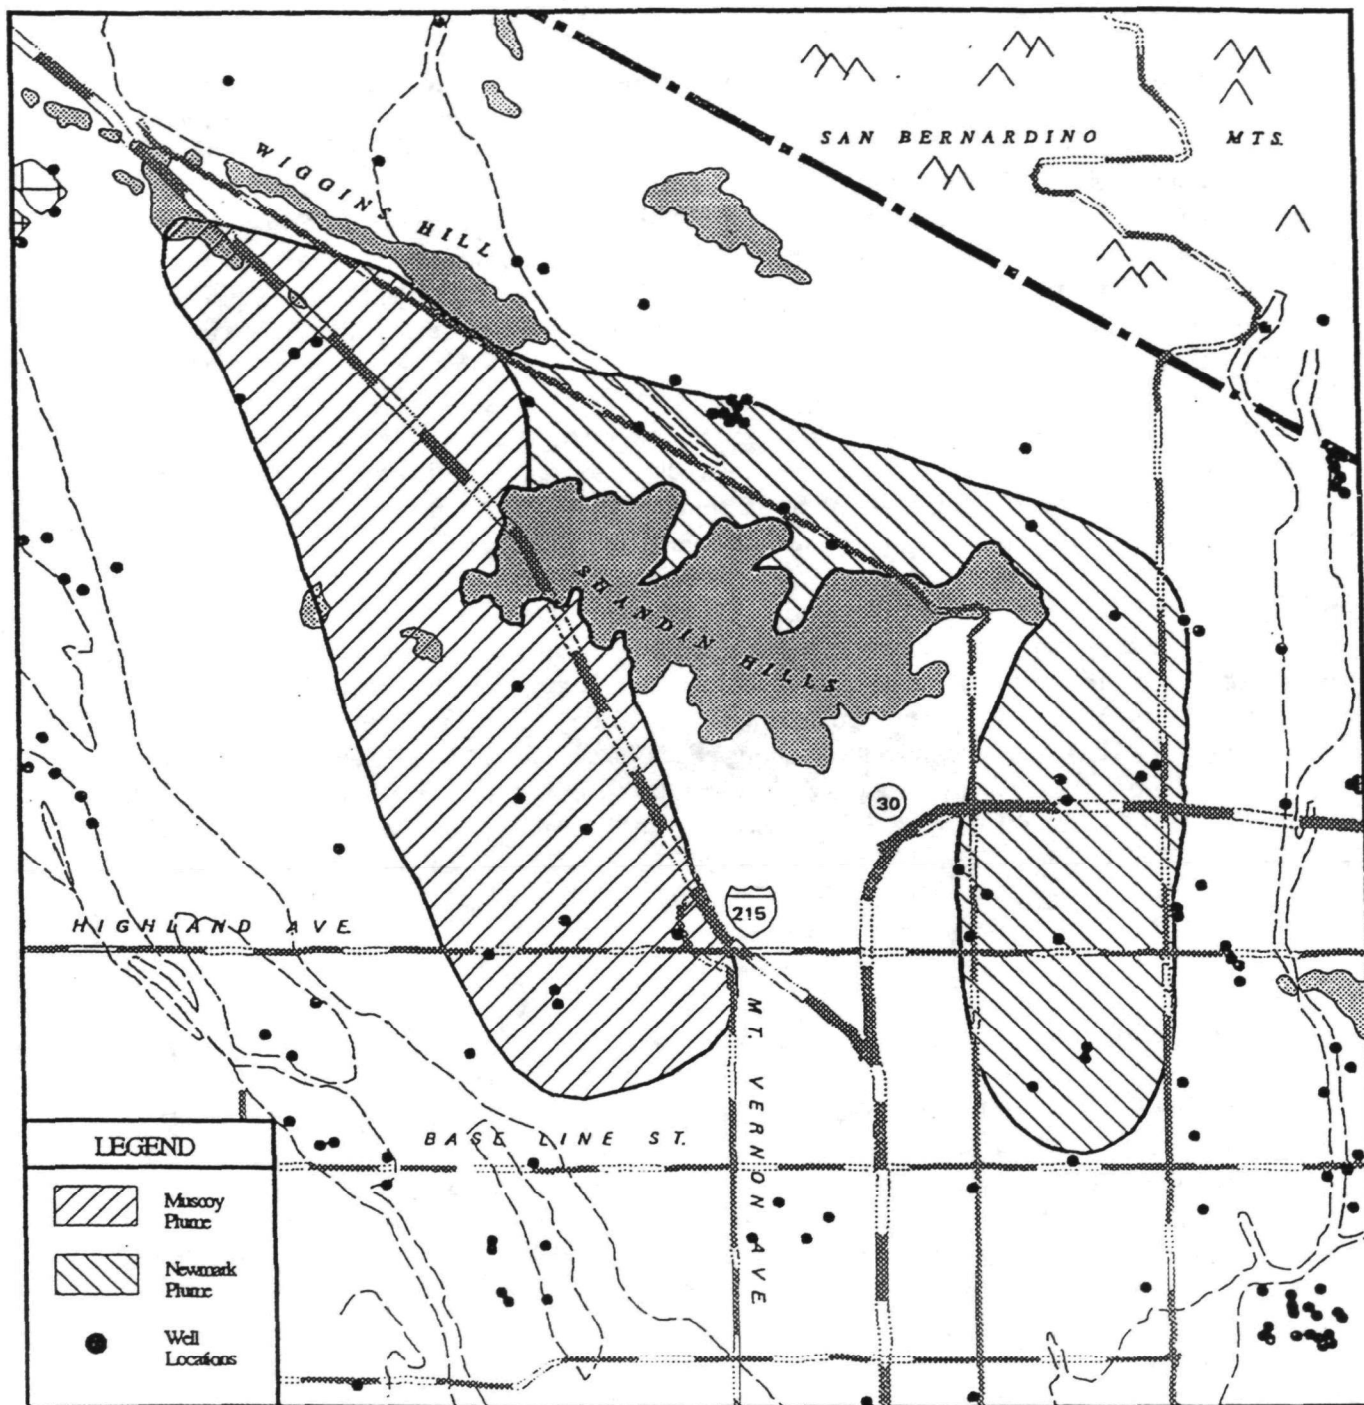 SAN BERNARDINO MTS.
WIGGINS HILL
SHANDIN HILLS
30
215
HIGHLAND AVE.
MT. VERNON AVE.
BASE LINE ST.
LEGEND
Muscoy
Plume
Newmark
Plume
Well
Locations